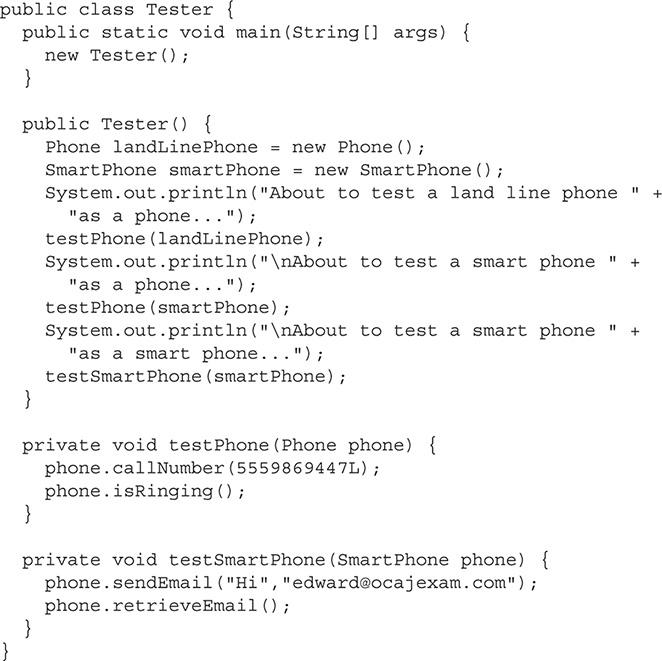 public class Tester {
  public static void main(String[] args) {
    new Tester();
  }

  public Tester() {
    Phone landLinePhone = new Phone();
    SmartPhone smartPhone = new SmartPhone();
    System.out.println("About to test a land line phone " +
      "as a phone...");
    testPhone(landLinePhone);
    System.out.println("\nAbout to test a smart phone " +
      "as a phone...");
    testPhone(smartPhone);
    System.out.println("\nAbout to test a smart phone " +
      "as a smart phone...");
    testSmartPhone(smartPhone);
  }

  private void testPhone(Phone phone) {
    phone.callNumber(5559869447L);
    phone.isRinging();
  }

  private void testSmartPhone(SmartPhone phone) {
    phone.sendEmail("Hi","edward@ocajexam.com");
    phone.retrieveEmail();
  }
}